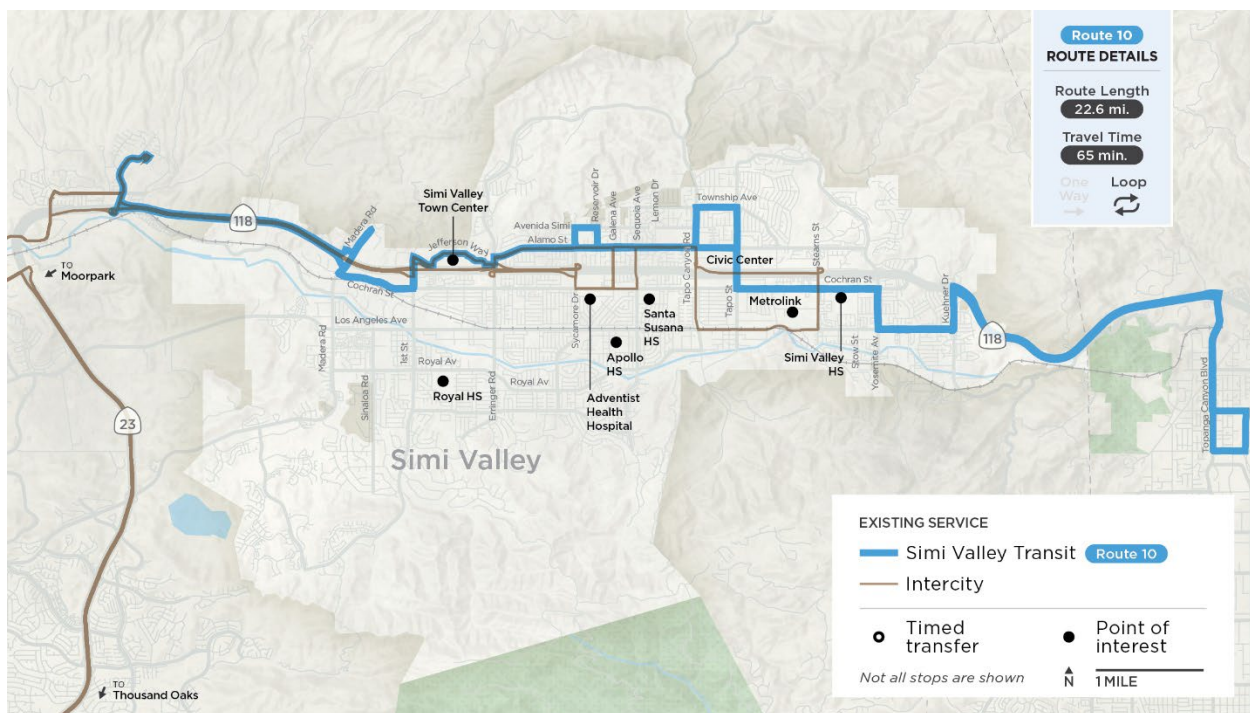 Route 10
ROUTE DETAILS
Route Length
22.6 mi.
Travel Time
65 min.
One
Way
Loop
118
Madera Rd
Simi Valley
Town Center
Jefferson Way
Avenida Simi
Alamo St
Reservoir Dr
Galena Ave
Sequoia Ave
Lemon Dr
Township Ave
Tapo Canyon Rd
Civic Center
Stearns St
Cochran St
TO
Moorpark
Cochran St
Los Angeles Ave
Sycamore Dr
Santa
Susana
HS
Tapo St
Metrolink
Kuehner Dr
118
Madera Rd
1st St
Royal Av
Apollo
HS
Simi Valley
HS
Stow St
Yosemite Av
Sinaloa Rd
Royal HS
Erringer Rd
Royal Av
Adventist
Health
Hospital
Topanga Canyon Blvd
23
Simi Valley
EXISTING SERVICE
Simi Valley Transit Route 10
Intercity
Timed
transfer
Point of
interest
Not all stops are shown
N
1 MILE
TO
Thousand Oaks